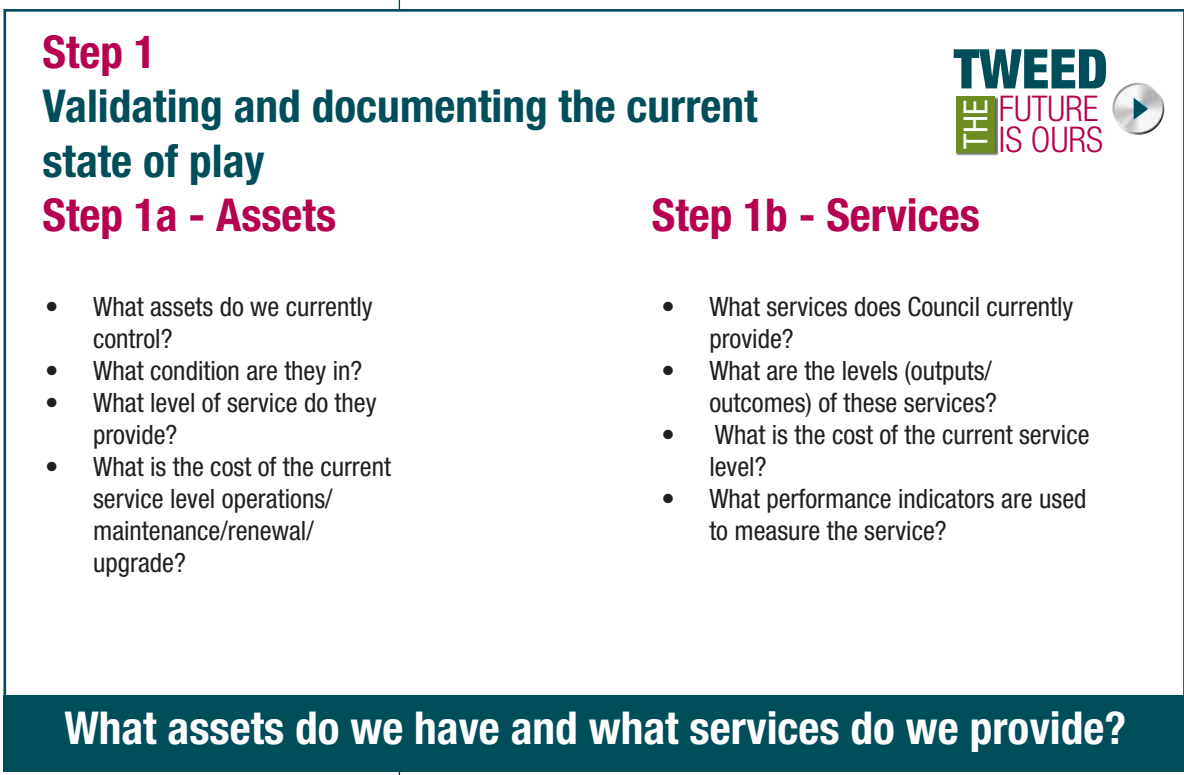 Step 1
Validating and documenting the current
state of play
TWEED
THE
FUTURE
IS OURS
Step 1a - Assets
• What assets do we currently
control?
• What condition are they in?
• What level of service do they
provide?
• What is the cost of the current
service level operations/
maintenance/renewal/
upgrade?
Step 1b - Services
• What services does Council currently
provide?
• What are the levels (outputs/
outcomes) of these services?
• What is the cost of the current service
level?
• What performance indicators are used
to measure the service?
What assets do we have and what services do we provide?